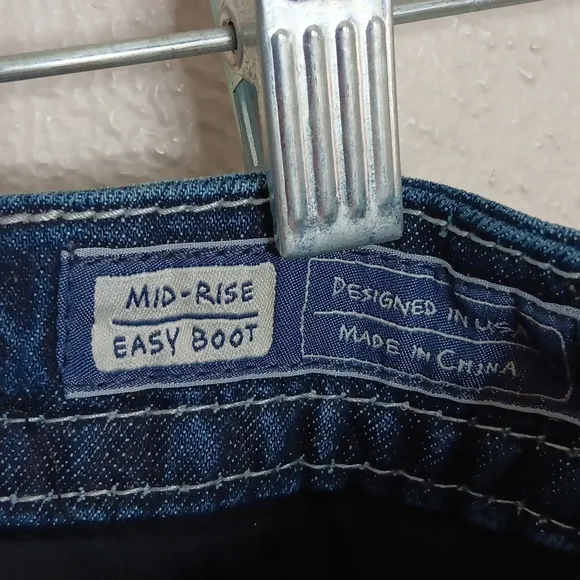 MID-RISE
EASY BOOT
DESIGNED IN USA
MADE IN CHINA